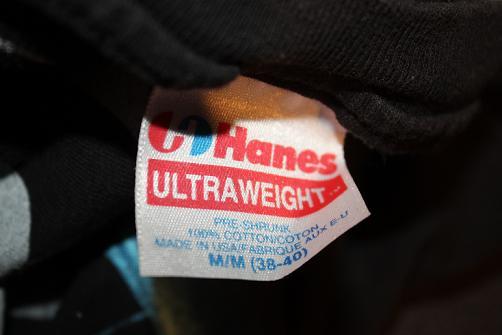 Hanes
ULTRAWEIGHT
PRE SHRUNK
100% COTTON/COTON
MADE IN USA/FABRIQUE AUX E-U
M/M (38-40)